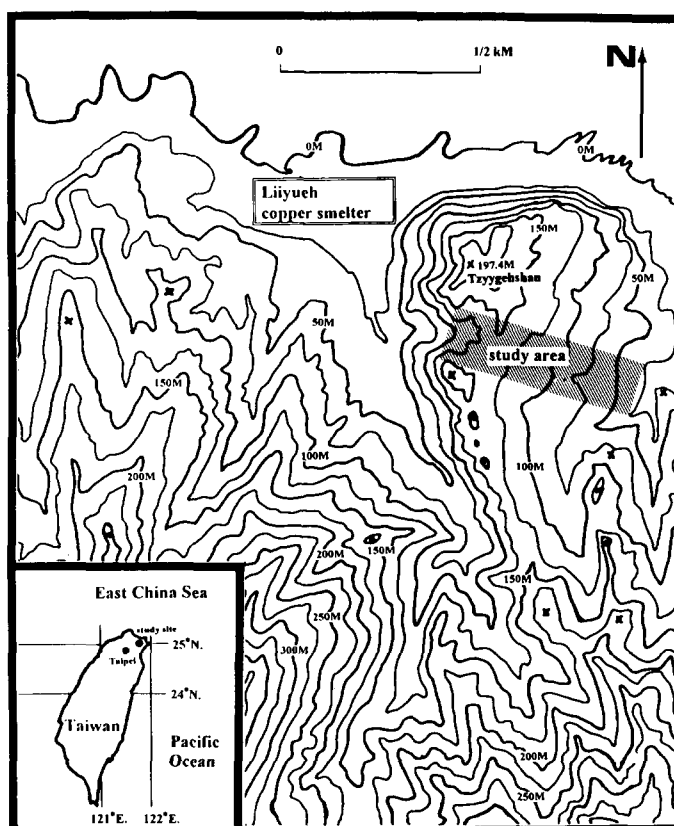 0
1/2 kM
N
0M
0M
Liiyueh
copper smelter
150M
197.4M
Tzyygehshan
50M
50M
study area
150M
100M
100M
200M
200M
150M
150M
250M
300M
200M
250M
East China Sea
study site
25°N.
Taipei
24°N.
Taiwan
Pacific
Ocean
121°E.
122°E.